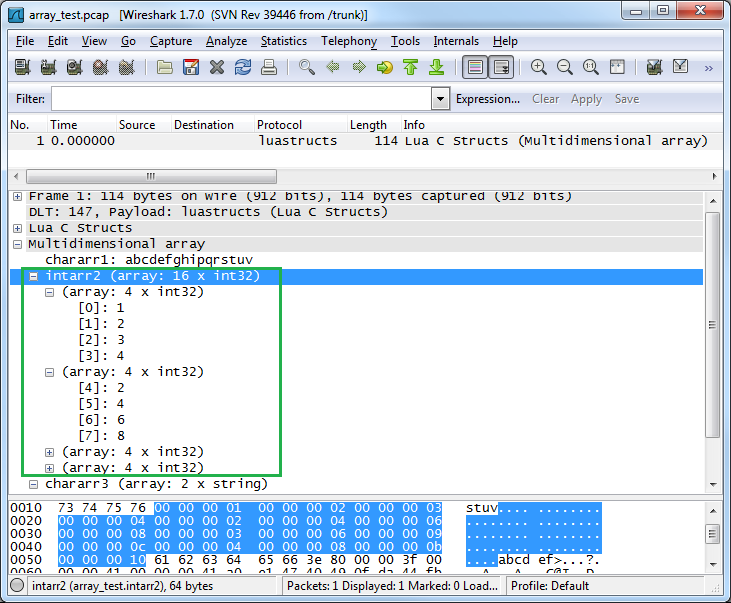 array_test.pcap [Wireshark 1.7.0 (SVN Rev 39446 from /trunk)]
File Edit View Go Capture Analyze Statistics Telephony Tools Internals Help
Filter: Expression... Clear Apply Save
No. Time Source Destination Protocol Length Info
1 0.000000 luastructs 114 Lua C Structs (Multidimensional array)
Frame 1: 114 bytes on wire (912 bits), 114 bytes captured (912 bits)
DLT: 147, Payload: luastructs (Lua C Structs)
Lua C Structs
Multidimensional array
chararr1: abcdefghipqrstuv
intarr2 (array: 16 x int32)
(array: 4 x int32)
[0]: 1
[1]: 2
[2]: 3
[3]: 4
(array: 4 x int32)
[4]: 2
[5]: 4
[6]: 6
[7]: 8
(array: 4 x int32)
(array: 4 x int32)
chararr3 (array: 2 x string)
0010 73 74 75 76 00 00 00 01 00 00 00 02 00 00 00 03 stuv.... ........
0020 00 00 00 04 00 00 00 02 00 00 00 04 00 00 00 06 ........ ........
0030 00 00 00 08 00 00 00 03 00 00 00 06 00 00 00 09 ........ ........
0040 00 00 00 0c 00 00 00 04 00 00 00 08 00 00 00 0b ........ ........
0050 00 00 00 10 61 62 63 64 65 66 3e 80 00 00 3f 00 ....abcd ef>...?.
intarr2 (array_test.intarr2), 64 bytes Packets: 1 Displayed: 1 Marked: 0 Load... Profile: Default